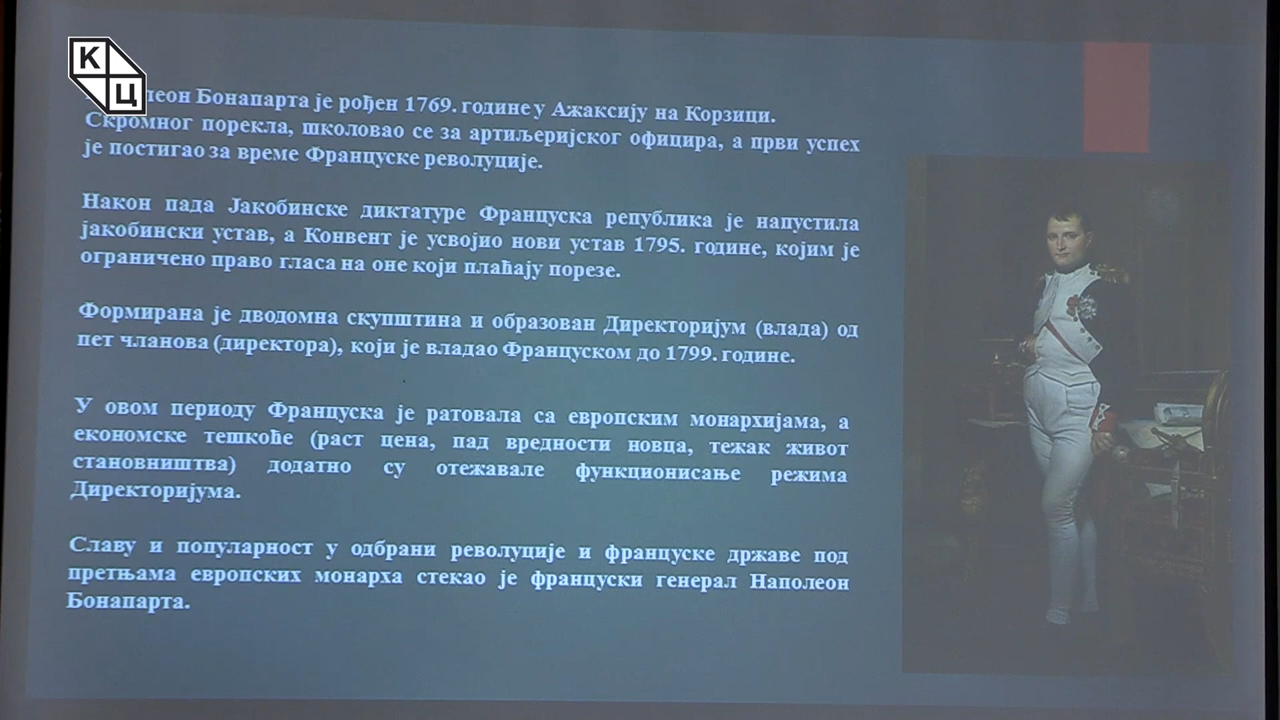 К
Ц
леон Бонапарта је рођен 1769. године у Ажаксију на Корзици.
Скромног порекла, школовао се за артиљеријског официра, а први успех
је постигао за време Француске револуције.
Након пада Јакобинске диктатуре Француска република је напустила
јакобински устав, а Конвент је усвојио нови устав 1795. године, којим је
ограничено право гласа на оне који плаћају порезе.
Формирана је дводомна скупштина и образован Директоријум (влада) од
пет чланова (директора), који је владао Француском до 1799. године.
У овом периоду Француска је ратовала са европским монархијама, а
економске тешкоће (раст цена, пад вредности новца, тежак живот
становништва) додатно су отежавале функционисање режима
Директоријума.
Славу и популарност у одбрани револуције и француске државе под
претњама европских монарха стекао је француски генерал Наполеон
Бонапарта.